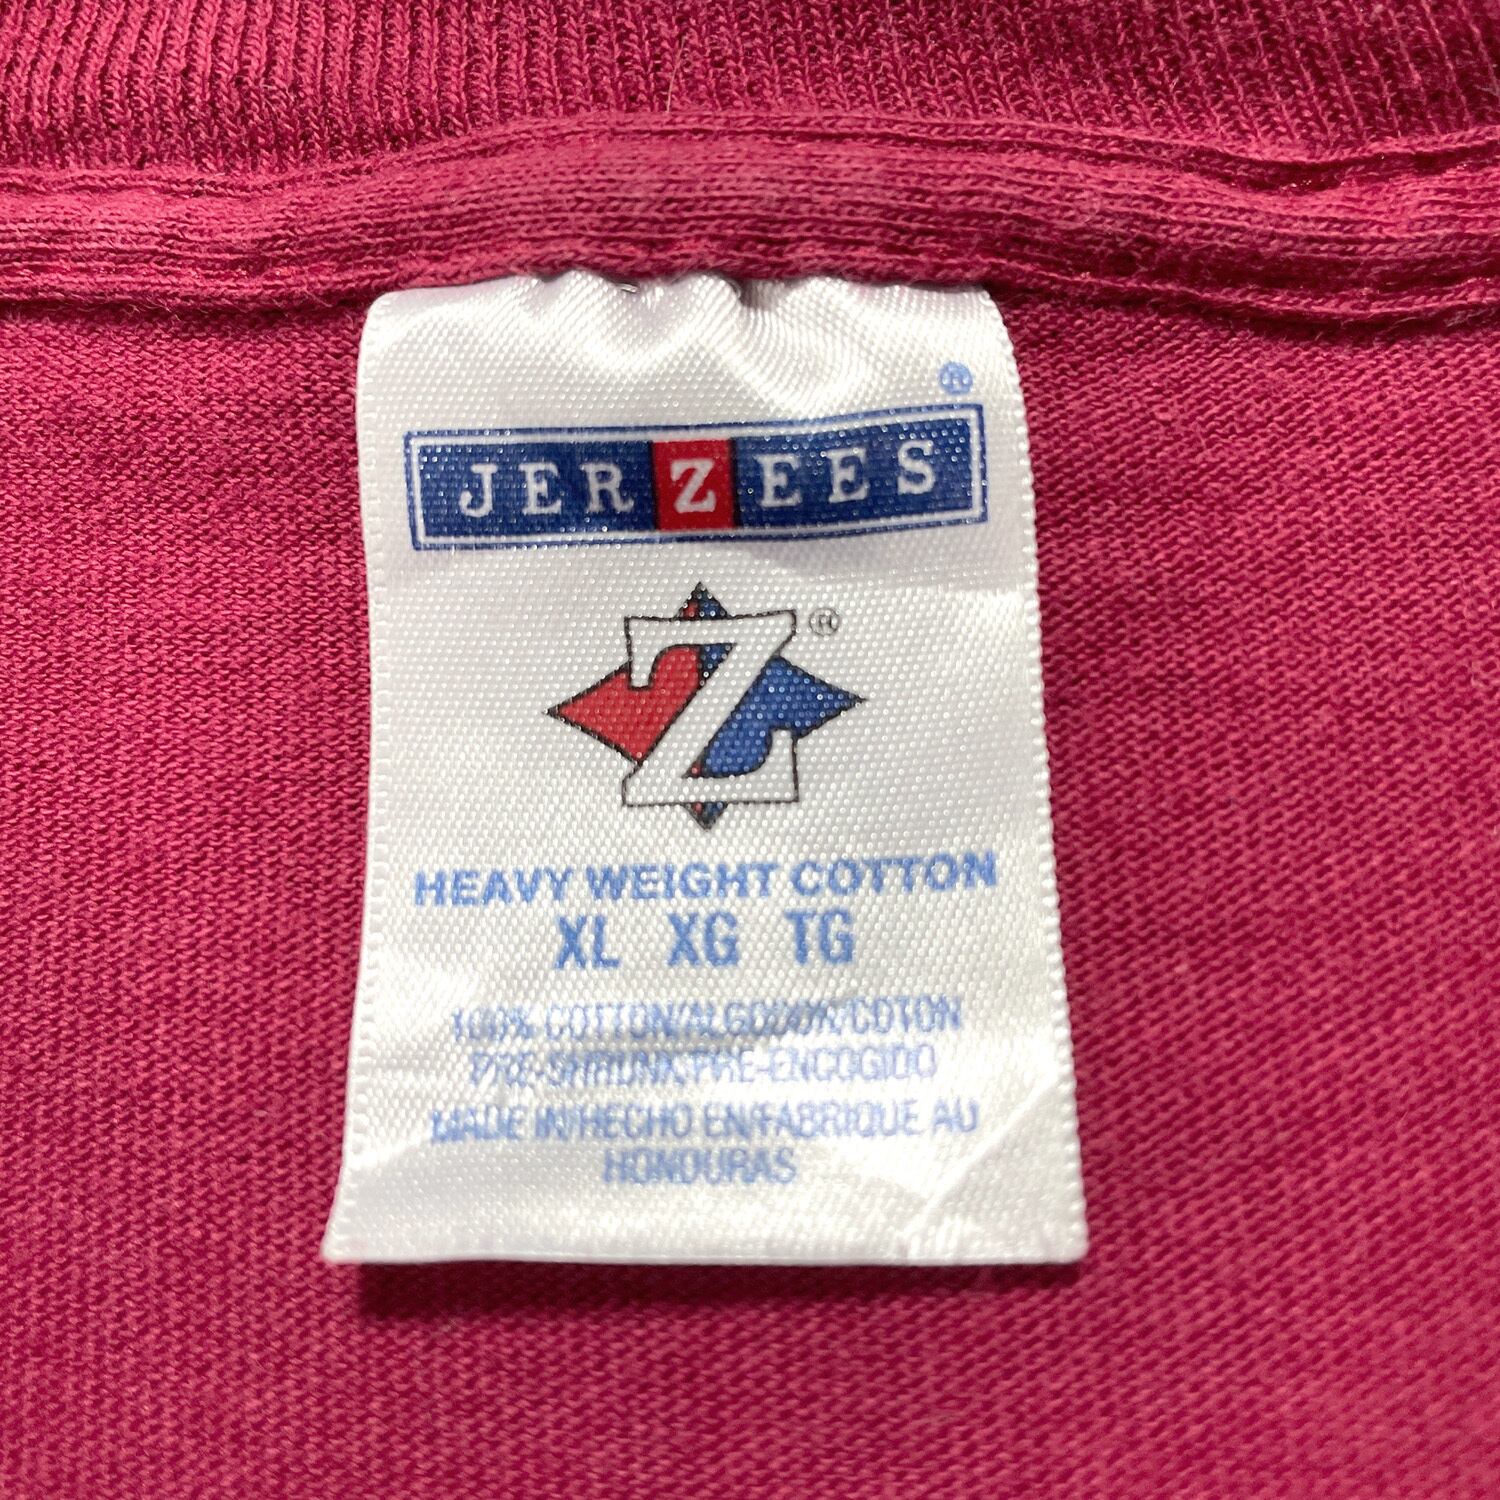 ®
JERZEES
Z ®
HEAVY WEIGHT COTTON
XL XG TG
100% COTTON/ALGODON/COTON
PRE-SHRUNK/PRE-ENCOGIDO
MADE IN/HECHO EN/FABRIQUE AU
HONDURAS